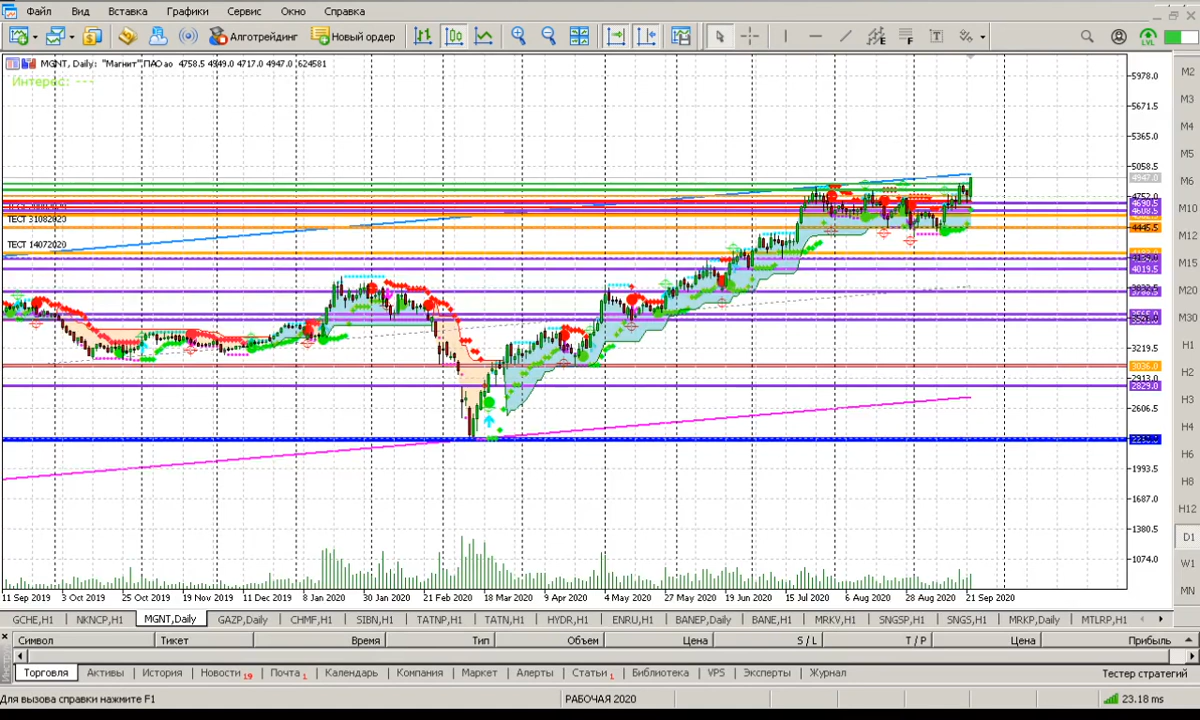 Файл Вид Вставка Графики Сервис Окно Справка
Алготрейдинг Новый ордер LVL
MGNT, Daily: "Магнит"ПАО ао 4758.5 4949.0 4717.0 4947.0 624581
Интерес: ---
5978.0
5671.5
5365.0
5058.5
4947.0
4752.0
4690.5
4608.5
4445.5
4019.5
3219.5
3036.0
2913.0
2829.0
2606.5
1993.5
1687.0
1380.5
1074.0
ТЕСТ 31082020
ТЕСТ 14072020
11 Sep 2019 3 Oct 2019 25 Oct 2019 19 Nov 2019 11 Dec 2019 8 Jan 2020 30 Jan 2020 21 Feb 2020 18 Mar 2020 9 Apr 2020 4 May 2020 27 May 2020 19 Jun 2020 15 Jul 2020 6 Aug 2020 28 Aug 2020 21 Sep 2020
M2
M3
M4
M5
M6
M10
M12
M15
M20
M30
H1
H2
H3
H4
H6
H8
H12
D1
W1
MN
GCHE,H1 NKNCP,H1 MGNT,Daily GAZP,Daily CHMF,H1 SIBN,H1 TATNP,H1 TATN,H1 HYDR,H1 ENRU,H1 BANEP,Daily BANE,H1 MRKV,H1 SNGSP,H1 SNGS,H1 MRKP,Daily MTLRP,H1
Символ Тикет Время Тип Объем Цена S / L T / P Цена Прибыль
Торговля Активы История Новости 19 Почта 1 Календарь Компания Маркет Алерты Статьи 1 Библиотека VPS Эксперты Журнал Тестер стратегий
Для вызова справки нажмите F1 РАБОЧАЯ 2020 23.18 ms